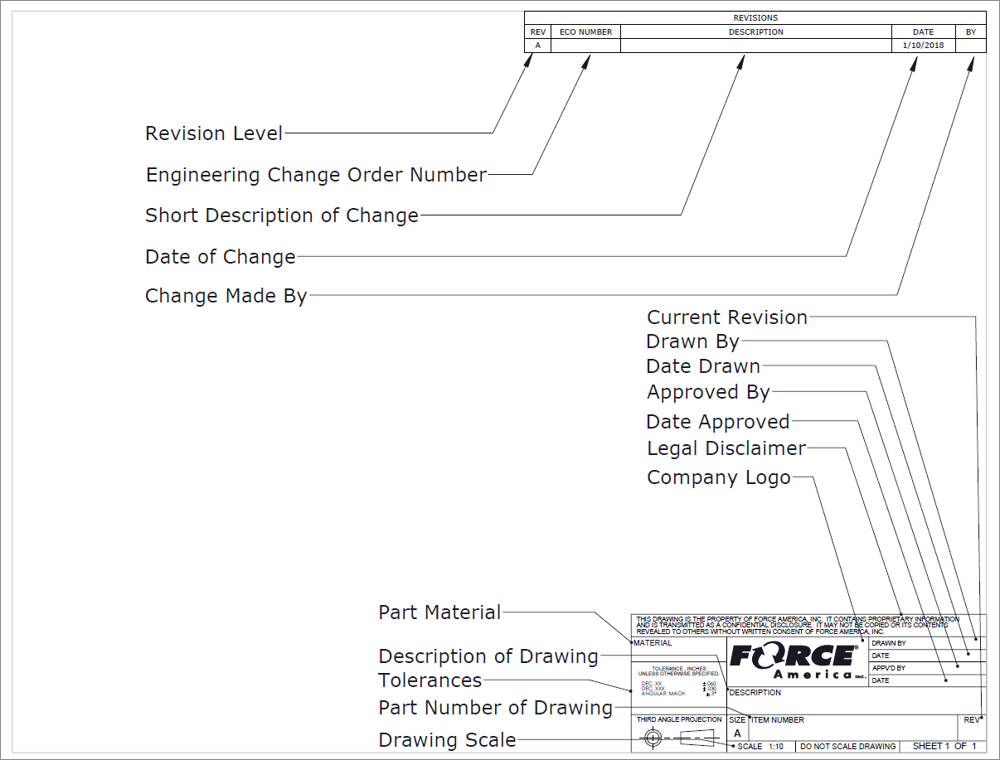 REVISIONS
REV ECO NUMBER DESCRIPTION DATE BY
A 1/10/2018
Revision Level
Engineering Change Order Number
Short Description of Change
Date of Change
Change Made By
Current Revision
Drawn By
Date Drawn
Approved By
Date Approved
Legal Disclaimer
Company Logo
Part Material
Description of Drawing
Tolerances
Part Number of Drawing
Drawing Scale
THIS DRAWING IS THE PROPERTY OF FORCE AMERICA, INC. IT CONTAINS PROPRIETARY INFORMATION
AND IS TRANSMITTED AS A CONFIDENTIAL DISCLOSURE. IT MAY NOT BE COPIED OR ITS CONTENTS
REVEALED TO OTHERS WITHOUT WRITTEN CONSENT OF FORCE AMERICA, INC.
MATERIAL
TOLERANCE, INCHES
UNLESS OTHERWISE SPECIFIED.
DEC. XX ±.060
DEC. XXX ±.030
ANGULAR: MACH ±3°
THIRD ANGLE PROJECTION
FORCE®
America INC.
DRAWN BY
DATE
APPV'D BY
DATE
DESCRIPTION
SIZE ITEM NUMBER REV
A
SCALE 1:10 DO NOT SCALE DRAWING SHEET 1 OF 1